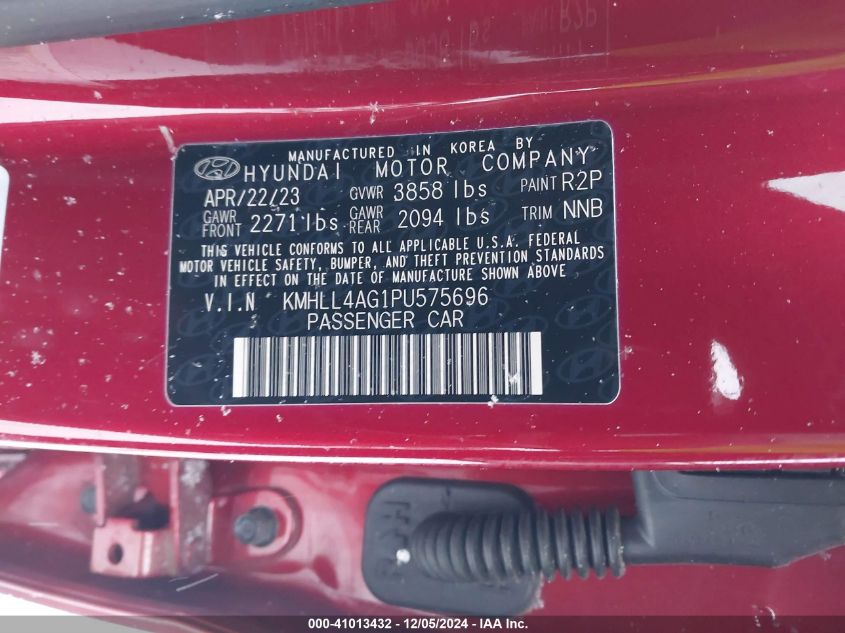 MANUFACTURED IN KOREA BY
HYUNDAI MOTOR COMPANY
APR/22/23 GVWR 3858 lbs PAINT R2P
GAWR FRONT 2271 lbs GAWR REAR 2094 lbs TRIM NNB
THIS VEHICLE CONFORMS TO ALL APPLICABLE U.S.A. FEDERAL
MOTOR VEHICLE SAFETY, BUMPER, AND THEFT PREVENTION STANDARDS
IN EFFECT ON THE DATE OF MANUFACTURE SHOWN ABOVE
V.I.N KMHLL4AG1PU575696
PASSENGER CAR
RH
000-41013432 - 12/05/2024 - IAA Inc.